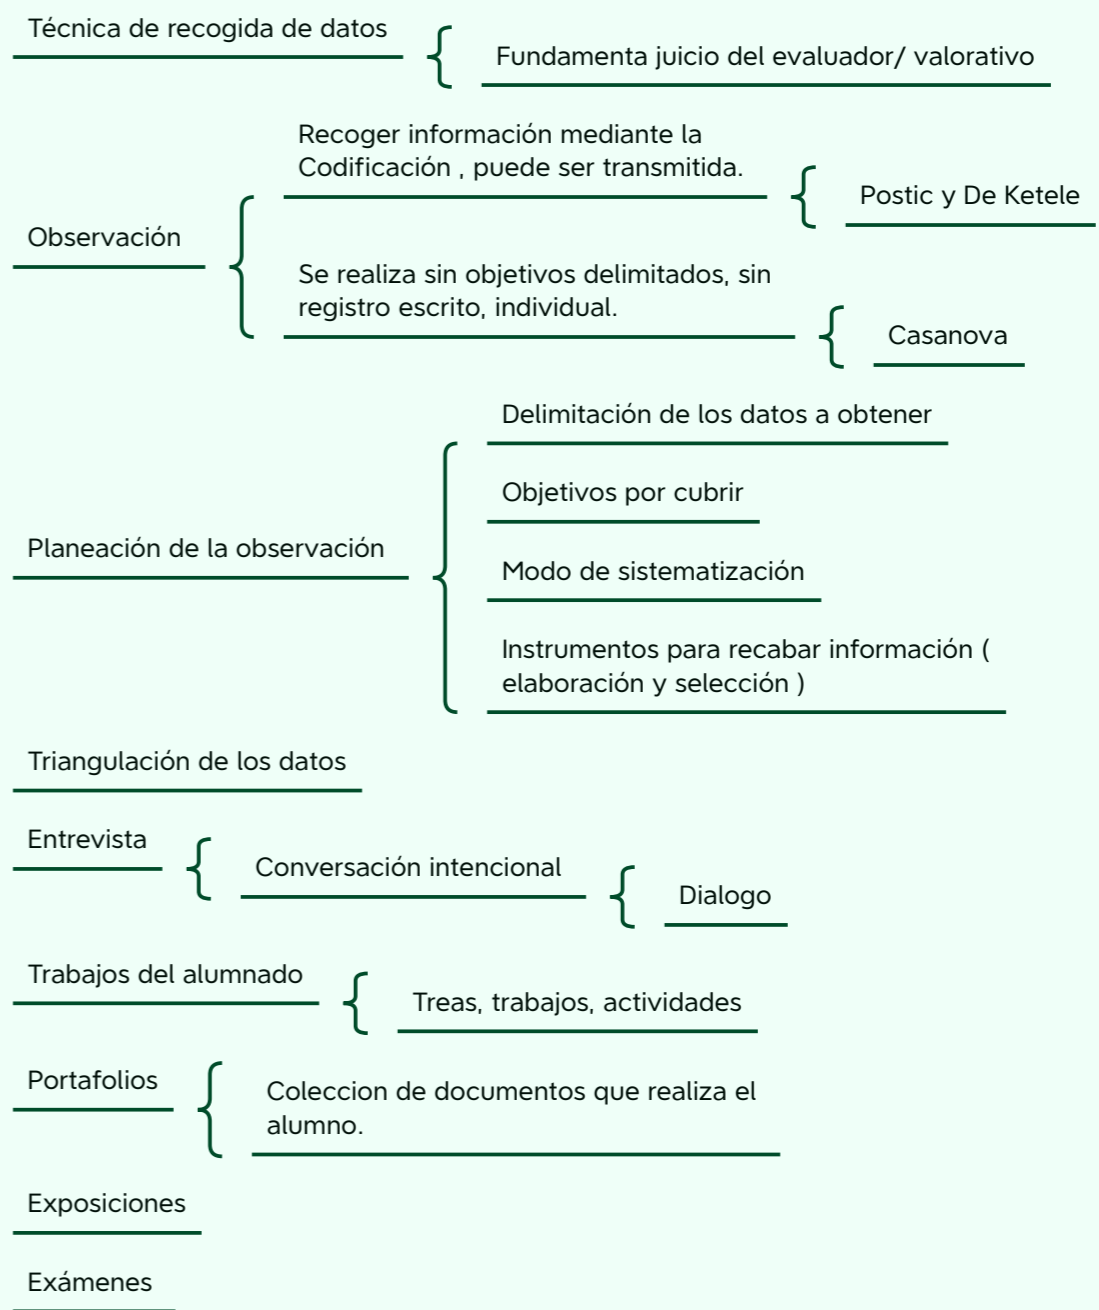 Técnica de recogida de datos
Fundamenta juicio del evaluador/ valorativo
Observación
Recoger información mediante la
Codificación , puede ser transmitida.
Postic y De Ketele
Se realiza sin objetivos delimitados, sin
registro escrito, individual.
Casanova
Planeación de la observación
Delimitación de los datos a obtener
Objetivos por cubrir
Modo de sistematización
Instrumentos para recabar información (
elaboración y selección )
Triangulación de los datos
Entrevista
Conversación intencional
Dialogo
Trabajos del alumnado
Treas, trabajos, actividades
Portafolios
Coleccion de documentos que realiza el
alumno.
Exposiciones
Exámenes